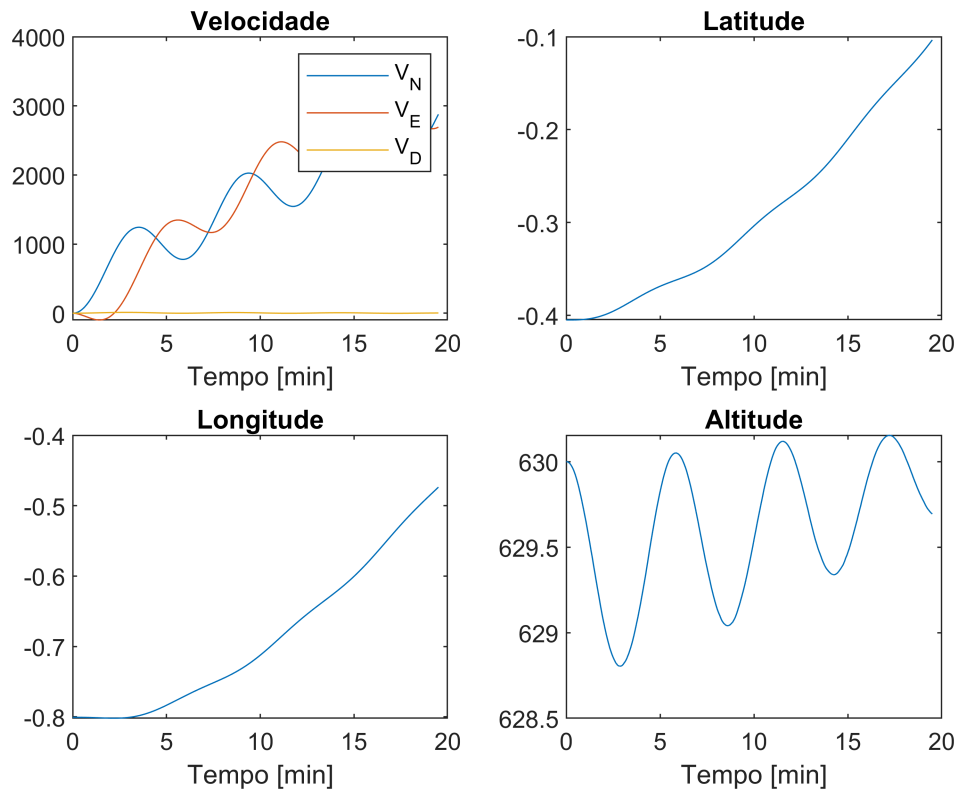 Velocidade
4000
3000
2000
1000
0
V_N
V_E
V_D
0 5 10 15 20
Tempo [min]
Latitude
-0.1
-0.2
-0.3
-0.4
0 5 10 15 20
Tempo [min]
Longitude
-0.4
-0.5
-0.6
-0.7
-0.8
0 5 10 15 20
Tempo [min]
Altitude
630
629.5
629
628.5
0 5 10 15 20
Tempo [min]